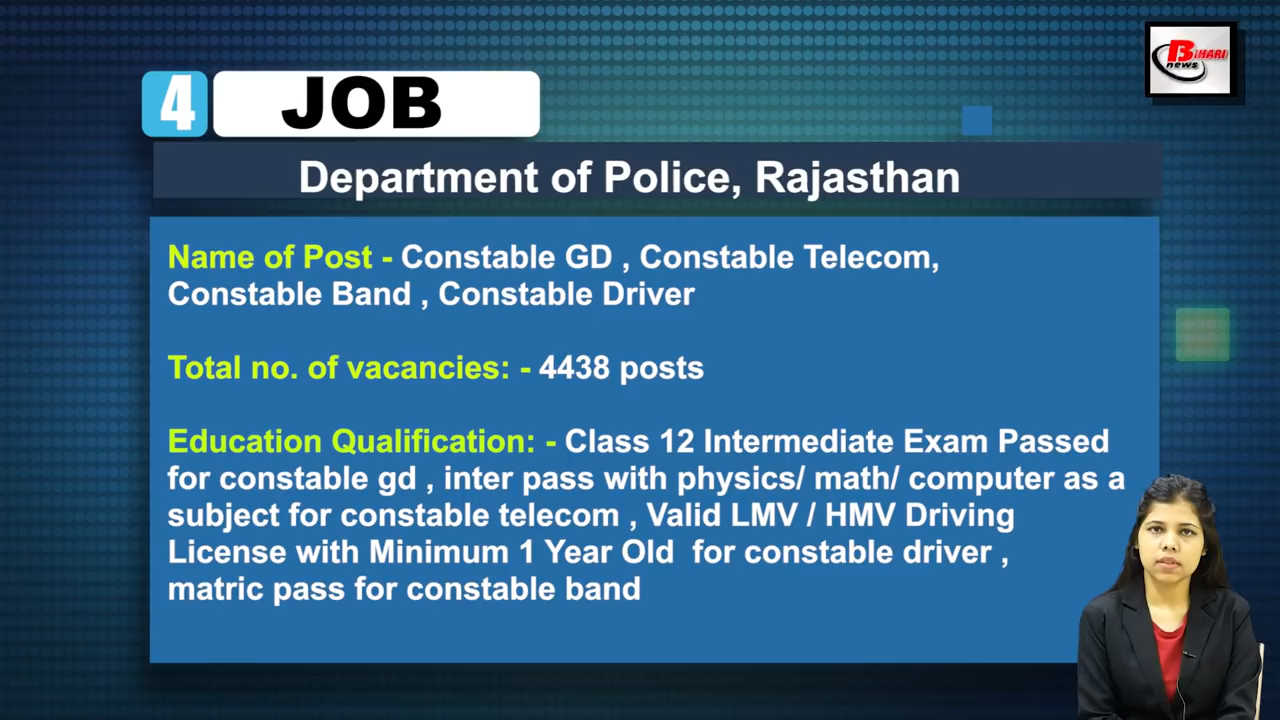 BIHARI
news
4 JOB
Department of Police, Rajasthan
Name of Post - Constable GD , Constable Telecom,
Constable Band , Constable Driver
Total no. of vacancies: - 4438 posts
Education Qualification: - Class 12 Intermediate Exam Passed
for constable gd , inter pass with physics/ math/ computer as a
subject for constable telecom , Valid LMV / HMV Driving
License with Minimum 1 Year Old for constable driver ,
matric pass for constable band